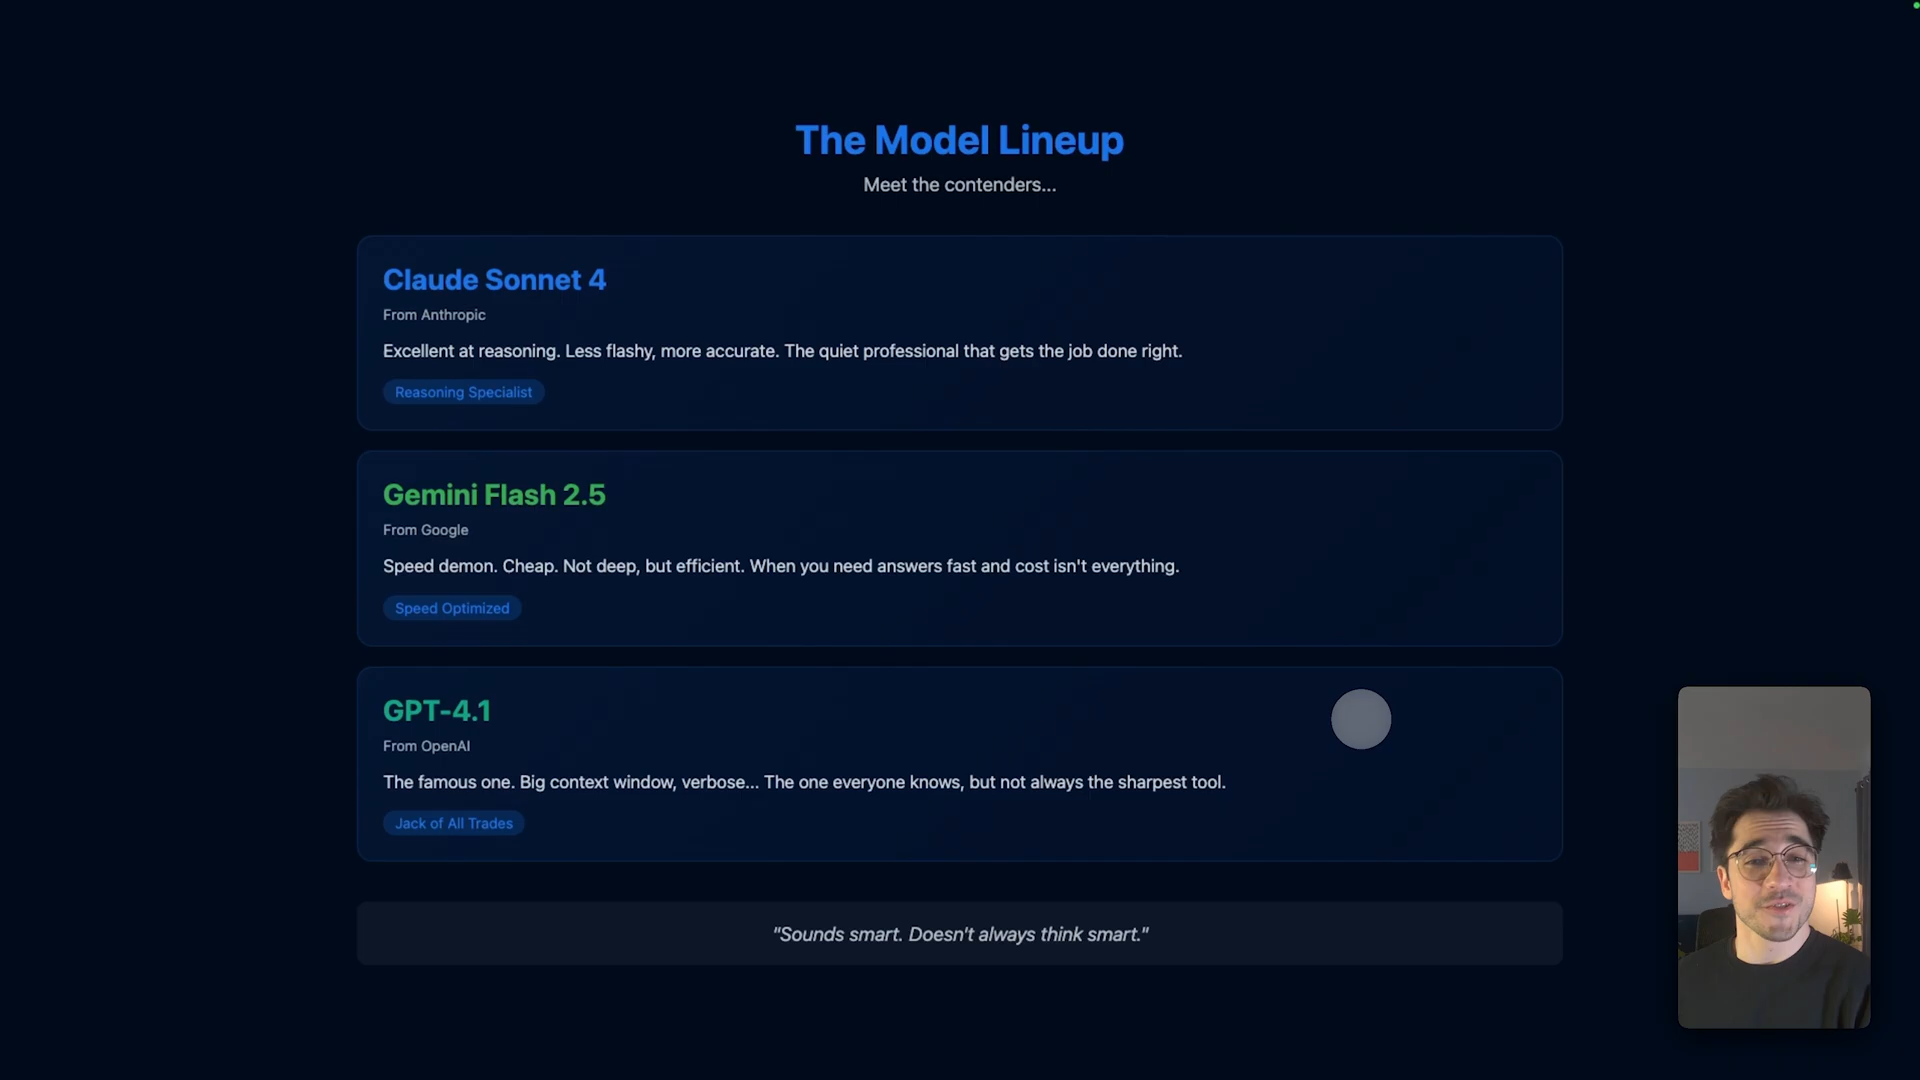 The Model Lineup
Meet the contenders...
Claude Sonnet 4
From Anthropic
Excellent at reasoning. Less flashy, more accurate. The quiet professional that gets the job done right.
Reasoning Specialist
Gemini Flash 2.5
From Google
Speed demon. Cheap. Not deep, but efficient. When you need answers fast and cost isn't everything.
Speed Optimized
GPT-4.1
From OpenAI
The famous one. Big context window, verbose... The one everyone knows, but not always the sharpest tool.
Jack of All Trades
"Sounds smart. Doesn't always think smart."